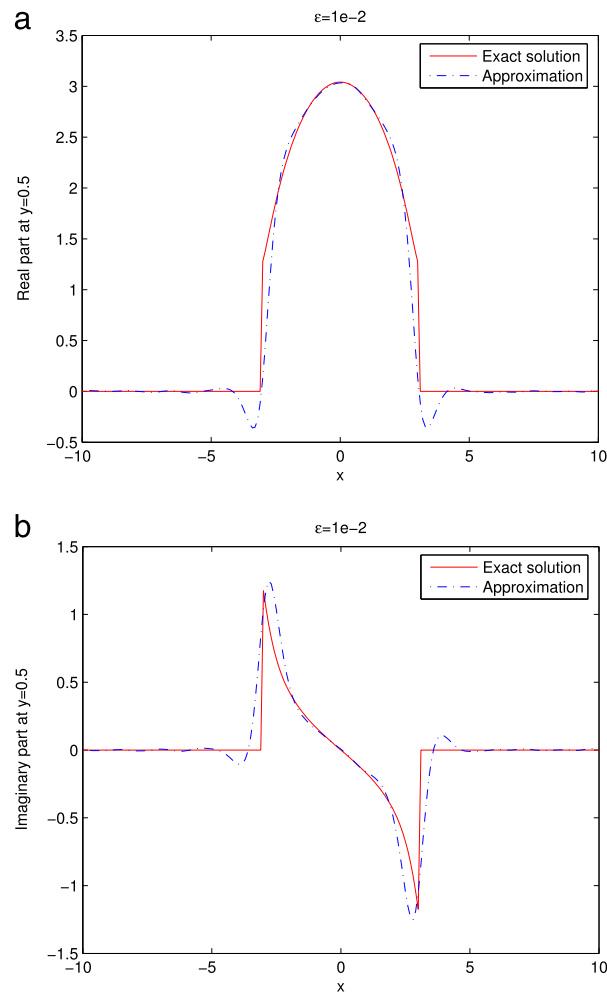 a
ε=1e−2
3.5
3
2.5
2
1.5
1
0.5
0
−0.5
Real part at y=0.5
Exact solution
Approximation
−10
−5
0
5
10
x
b
ε=1e−2
1.5
1
0.5
0
−0.5
−1
−1.5
Imaginary part at y=0.5
Exact solution
Approximation
−10
−5
0
5
10
x